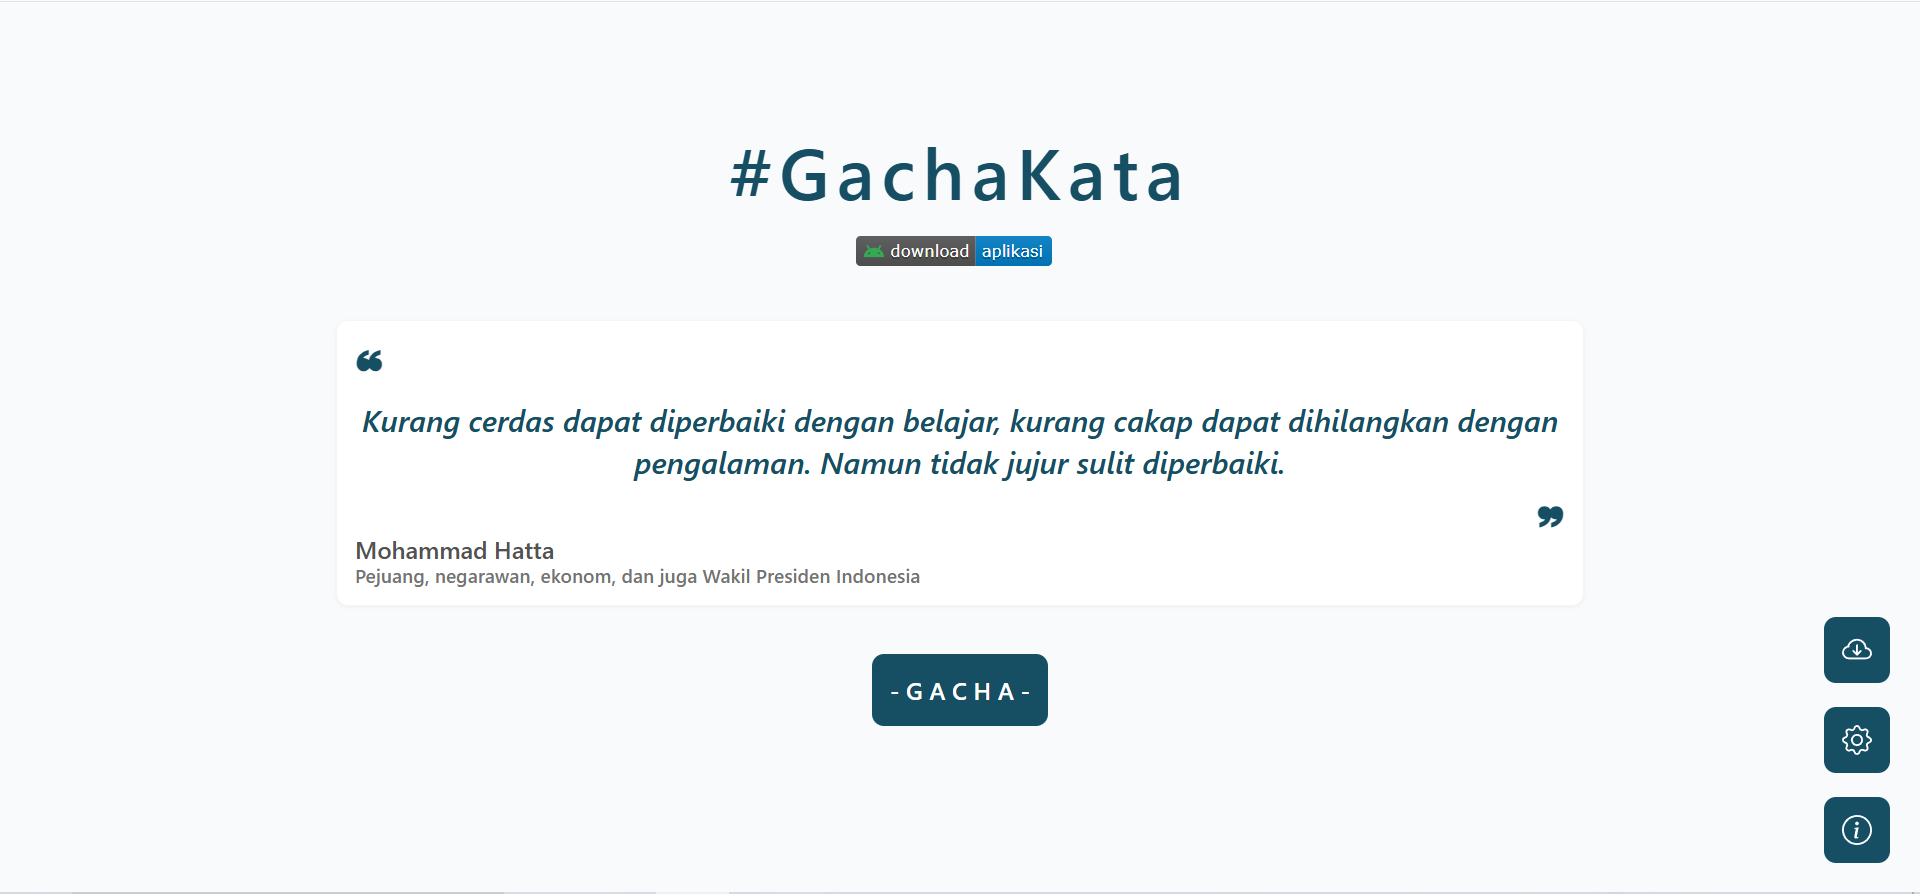 #GachaKata
download aplikasi
❝
Kurang cerdas dapat diperbaiki dengan belajar, kurang cakap dapat dihilangkan dengan
pengalaman. Namun tidak jujur sulit diperbaiki.
❞
Mohammad Hatta
Pejuang, negarawan, ekonom, dan juga Wakil Presiden Indonesia
-GACHA-